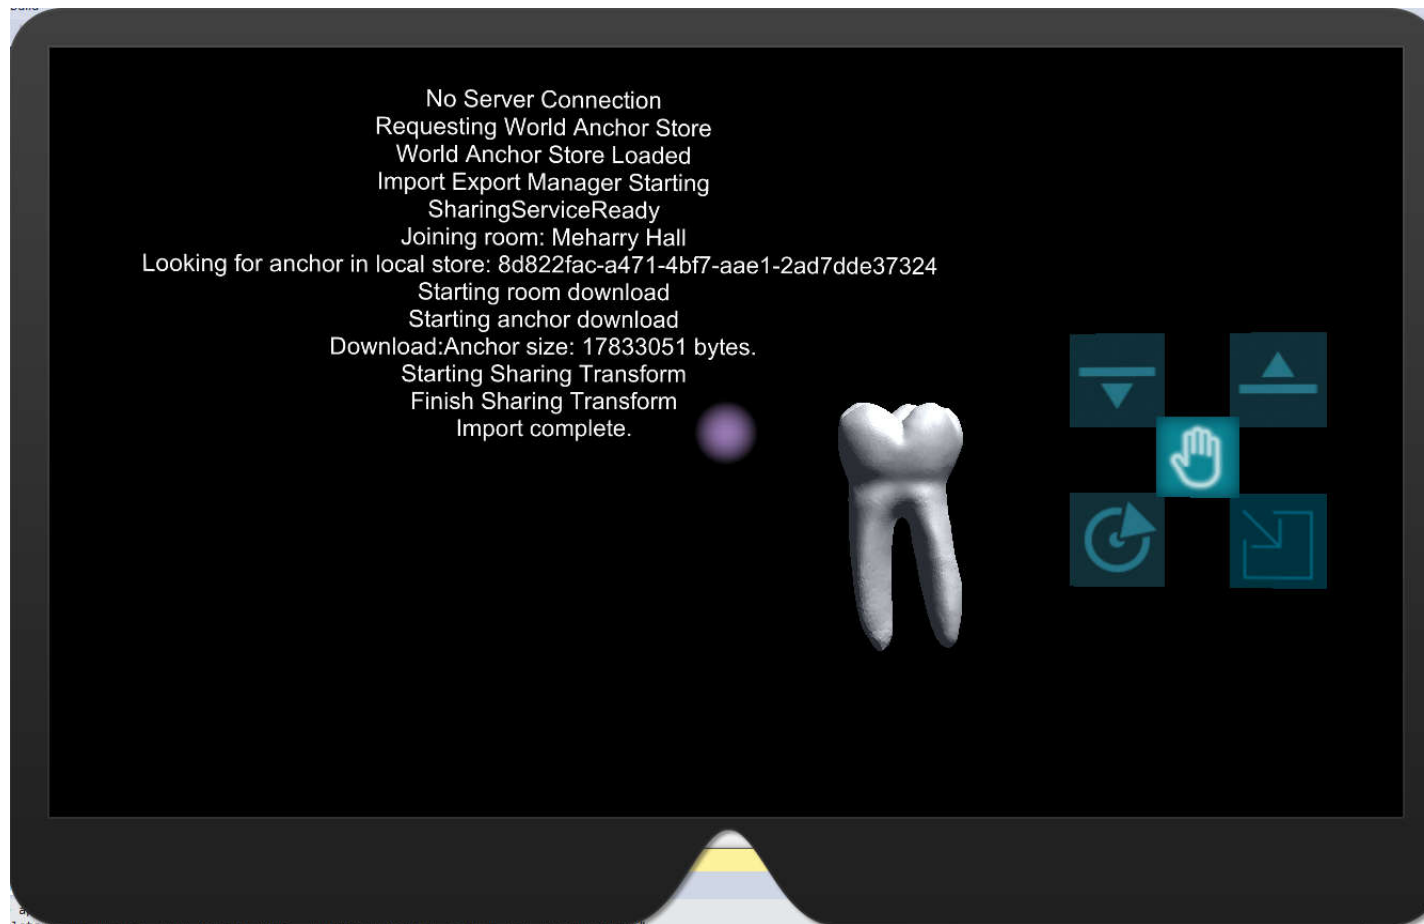 No Server Connection
Requesting World Anchor Store
World Anchor Store Loaded
Import Export Manager Starting
SharingServiceReady
Joining room: Meharry Hall
Looking for anchor in local store: 8d822fac-a471-4bf7-aae1-2ad7dde37324
Starting room download
Starting anchor download
Download:Anchor size: 17833051 bytes.
Starting Sharing Transform
Finish Sharing Transform
Import complete.